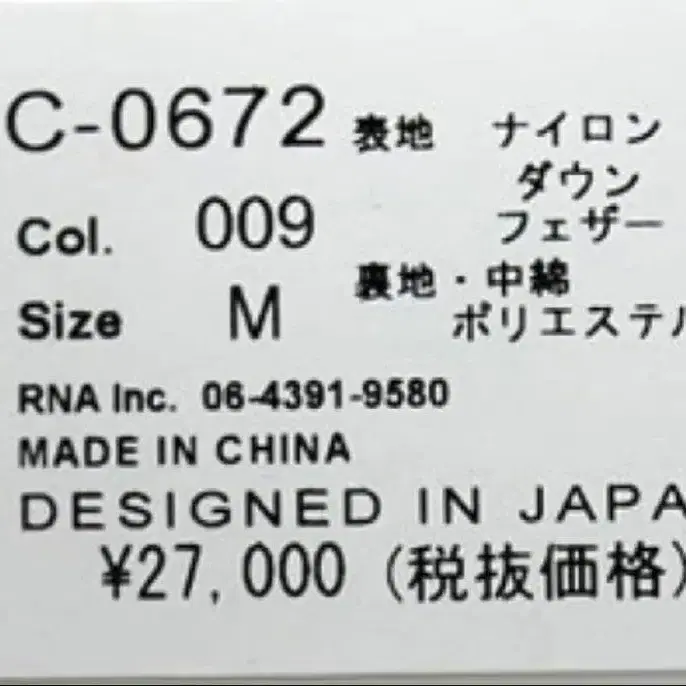 C-0672 表地 ナイロン
ダウン
Col. 009 フェザー
裏地・中綿
Size M ポリエステル
RNA Inc. 06-4391-9580
MADE IN CHINA
DESIGNED IN JAPA
¥27,000 (税抜価格)